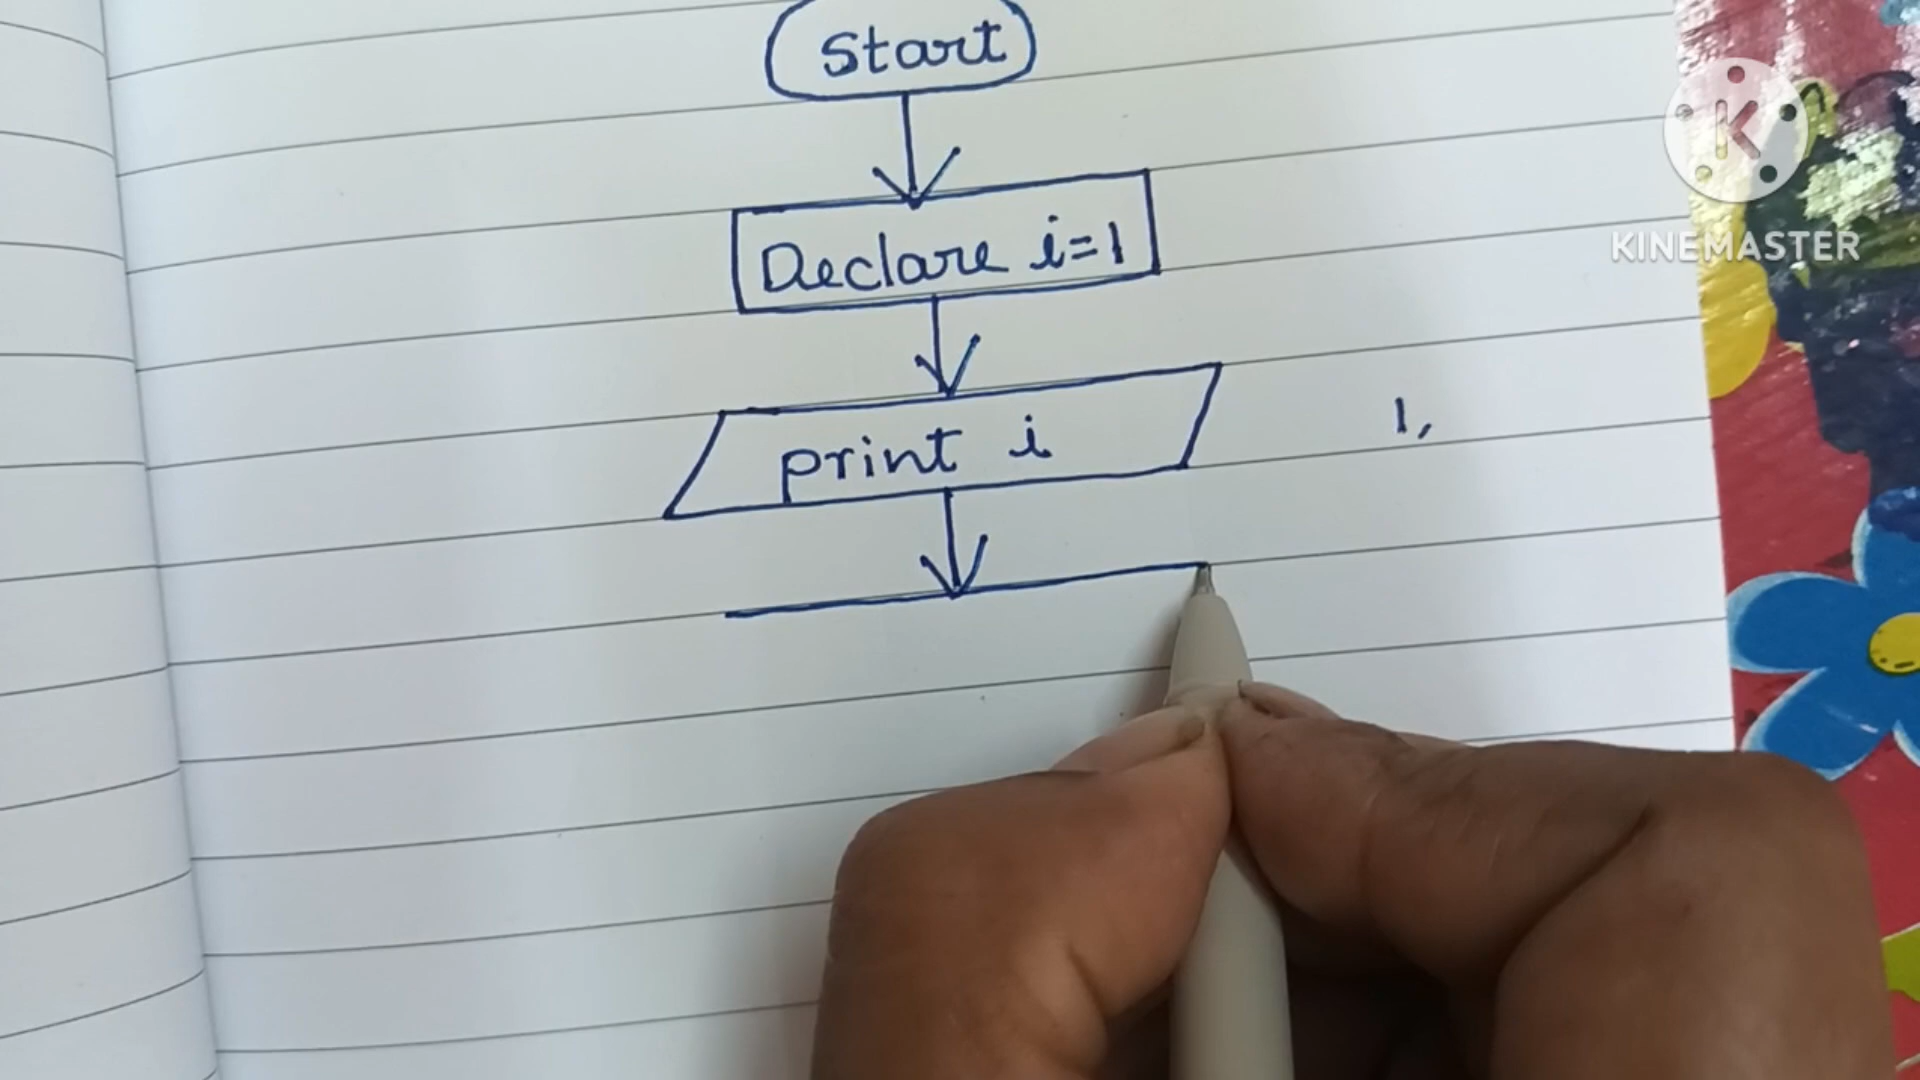 Start
Declare i=1
print i
1,
K
KINEMASTER